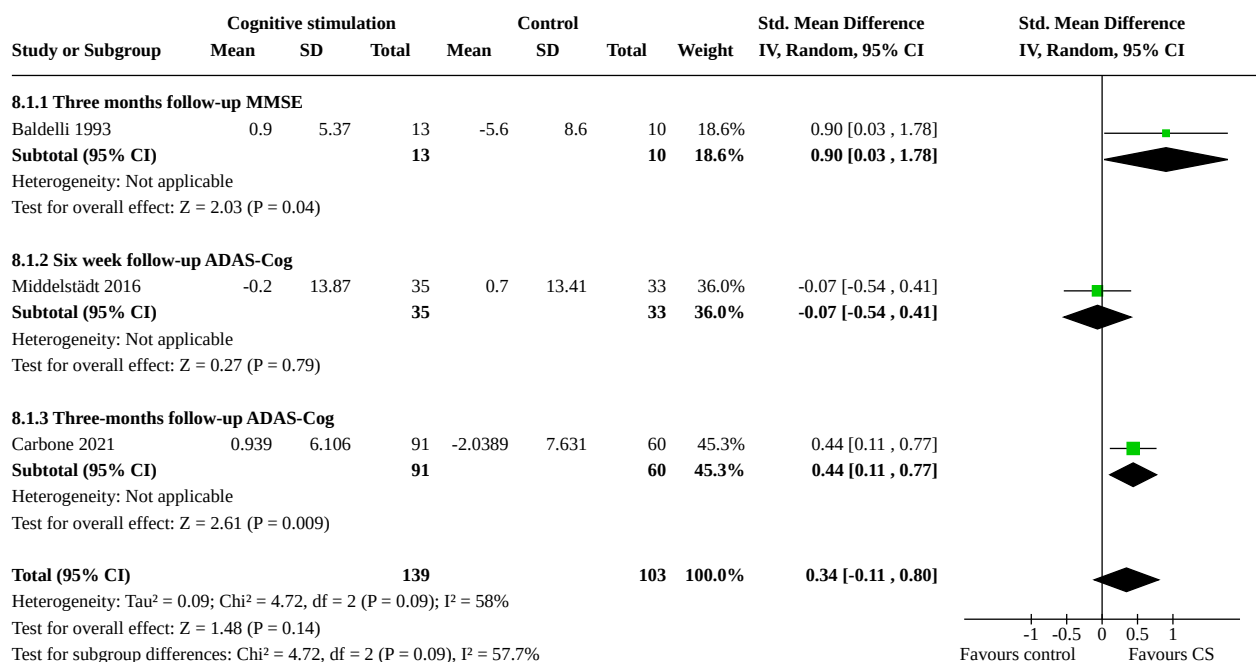 Cognitive stimulation Control Std. Mean Difference Std. Mean Difference
Study or Subgroup Mean SD Total Mean SD Total Weight IV, Random, 95% CI IV, Random, 95% CI
8.1.1 Three months follow-up MMSE
Baldelli 1993 0.9 5.37 13 -5.6 8.6 10 18.6% 0.90 [0.03 , 1.78]
Subtotal (95% CI) 13 10 18.6% 0.90 [0.03 , 1.78]
Heterogeneity: Not applicable
Test for overall effect: Z = 2.03 (P = 0.04)
8.1.2 Six week follow-up ADAS-Cog
Middelstädt 2016 -0.2 13.87 35 0.7 13.41 33 36.0% -0.07 [-0.54 , 0.41]
Subtotal (95% CI) 35 33 36.0% -0.07 [-0.54 , 0.41]
Heterogeneity: Not applicable
Test for overall effect: Z = 0.27 (P = 0.79)
8.1.3 Three-months follow-up ADAS-Cog
Carbone 2021 0.939 6.106 91 -2.0389 7.631 60 45.3% 0.44 [0.11 , 0.77]
Subtotal (95% CI) 91 60 45.3% 0.44 [0.11 , 0.77]
Heterogeneity: Not applicable
Test for overall effect: Z = 2.61 (P = 0.009)
Total (95% CI) 139 103 100.0% 0.34 [-0.11 , 0.80]
Heterogeneity: Tau² = 0.09; Chi² = 4.72, df = 2 (P = 0.09); I² = 58%
Test for overall effect: Z = 1.48 (P = 0.14)
-1 -0.5 0 0.5 1
Test for subgroup differences: Chi² = 4.72, df = 2 (P = 0.09), I² = 57.7%
Favours control Favours CS